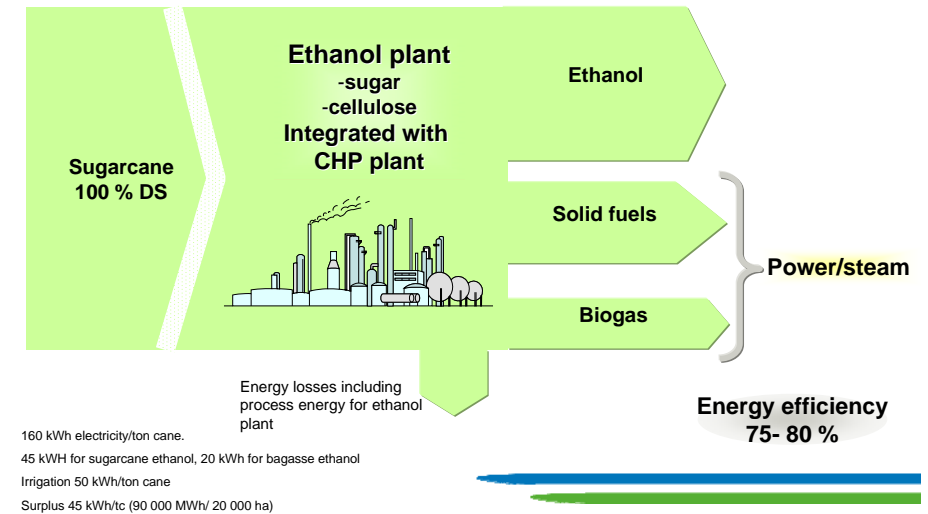 Ethanol plant
-sugar
-cellulose
Integrated with
CHP plant
Sugarcane
100 % DS
Ethanol
Solid fuels
Biogas
Power/steam
Energy losses including
process energy for ethanol
plant
Energy efficiency
75- 80 %
160 kWh electricity/ton cane.
45 kWH for sugarcane ethanol, 20 kWh for bagasse ethanol
Irrigation 50 kWh/ton cane
Surplus 45 kWh/tc (90 000 MWh/ 20 000 ha)